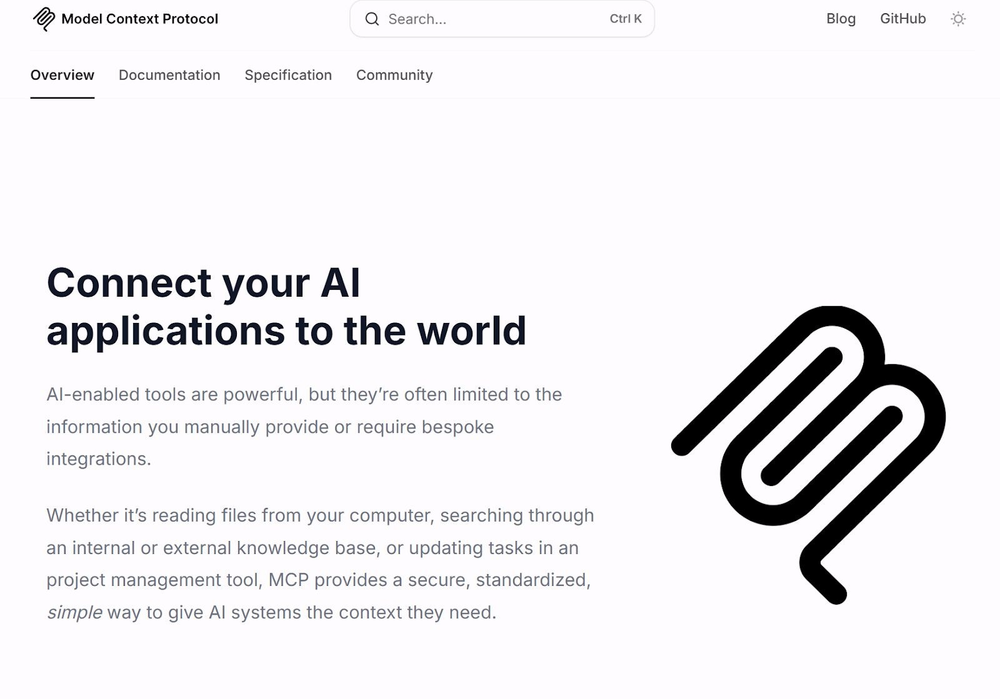 Model Context Protocol
Search...
Ctrl K
Blog
GitHub
Overview
Documentation
Specification
Community
Connect your AI
applications to the world
AI-enabled tools are powerful, but they’re often limited to the
information you manually provide or require bespoke
integrations.
Whether it’s reading files from your computer, searching through
an internal or external knowledge base, or updating tasks in an
project management tool, MCP provides a secure, standardized,
simple way to give AI systems the context they need.